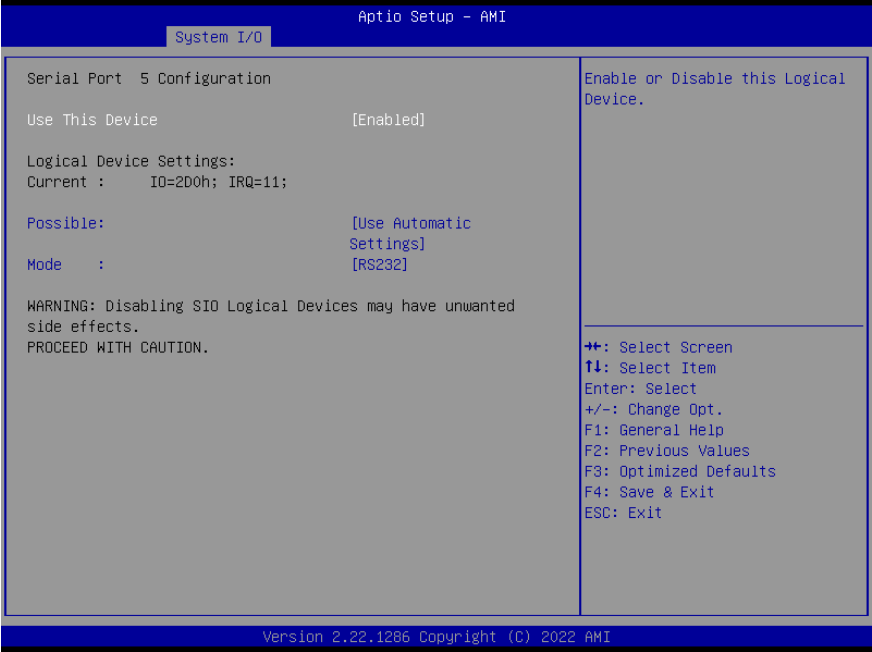 Aptio Setup – AMI
System I/O
Serial Port  5 Configuration
Use This Device [Enabled]
Logical Device Settings:
Current :  IO=2D0h; IRQ=11;
Possible: [Use Automatic
Settings]
Mode : [RS232]
WARNING: Disabling SIO Logical Devices may have unwanted
side effects.
PROCEED WITH CAUTION.
Enable or Disable this Logical
Device.
→←: Select Screen
↑↓: Select Item
Enter: Select
+/-: Change Opt.
F1: General Help
F2: Previous Values
F3: Optimized Defaults
F4: Save & Exit
ESC: Exit
Version 2.22.1286 Copyright (C) 2022 AMI